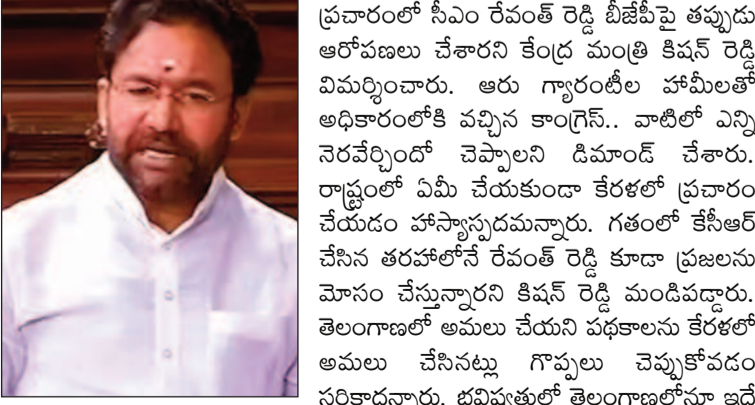 ప్రచారంలో సీఎం రేవంత్ రెడ్డి బీజేపీపై తప్పుడు
ఆరోపణలు చేశారని కేంద్ర మంత్రి కిషన్ రెడ్డి
విమర్శించారు. ఆరు గ్యారంటీల హామీలతో
అధికారంలోకి వచ్చిన కాంగ్రెస్.. వాటిలో ఎన్ని
నెరవేర్చిందో చెప్పాలని డిమాండ్ చేశారు.
రాష్ట్రంలో ఏమీ చేయకుండా కేరళలో ప్రచారం
చేయడం హాస్యాస్పదమన్నారు. గతంలో కేసీఆర్
చేసిన తరహాలోనే రేవంత్ రెడ్డి కూడా ప్రజలను
మోసం చేస్తున్నారని కిషన్ రెడ్డి మండిపడ్డారు.
తెలంగాణలో అమలు చేయని పథకాలను కేరళలో
అమలు చేసినట్లు గొప్పలు చెప్పుకోవడం
సరికాదన్నారు. భవిష్యత్తులో తెలంగాణలోనూ ఇదే